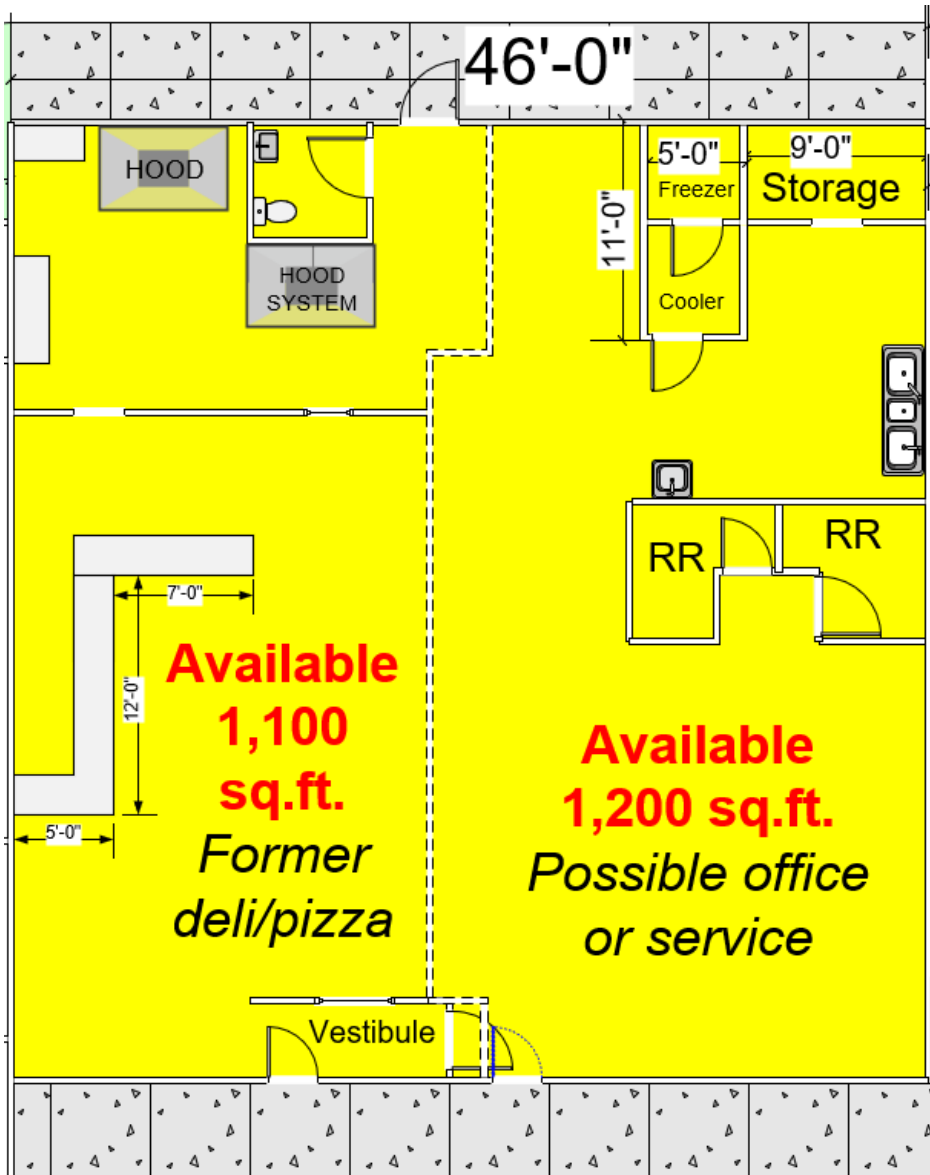 46'-0"
HOOD
5'-0"
9'-0"
Freezer
Storage
11'-0"
HOOD
SYSTEM
Cooler
RR
RR
7'-0"
12'-0"
5'-0"
Available
1,100
sq.ft.
Former
deli/pizza
Available
1,200 sq.ft.
Possible office
or service
Vestibule